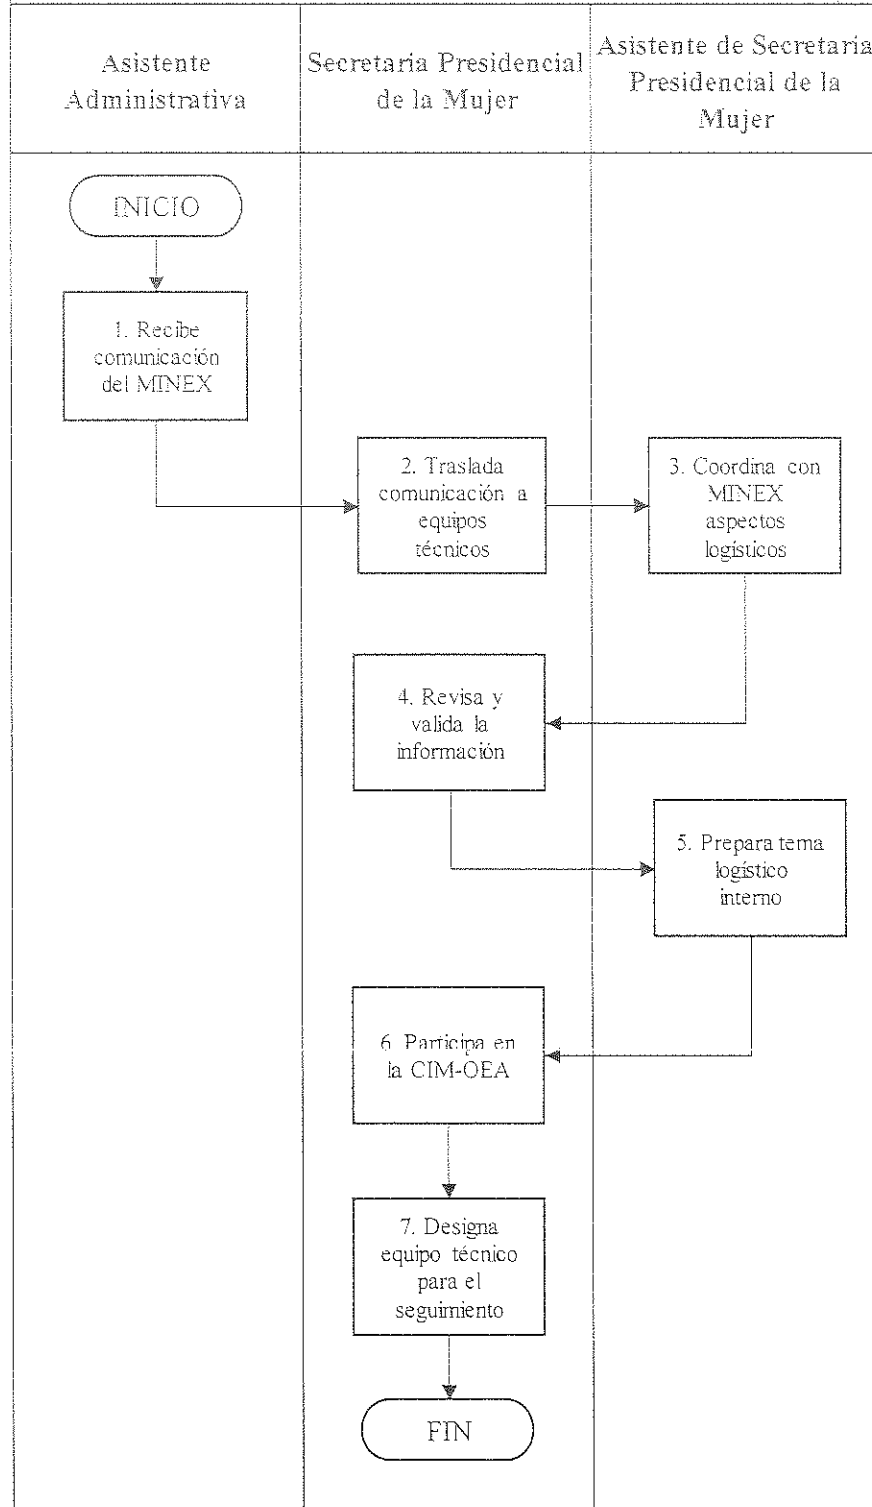 Asistente
Administrativa
Secretaria Presidencial
de la Mujer
Asistente de Secretaria
Presidencial de la
Mujer
INICIO
1. Recibe
comunicación
del MINEX
2. Traslada
comunicación a
equipos
técnicos
3. Coordina con
MINEX
aspectos
logísticos
4. Revisa y
valida la
información
5. Prepara tema
logístico
interno
6. Participa en
la CIM-OEA
7. Designa
equipo técnico
para el
seguimiento
FIN